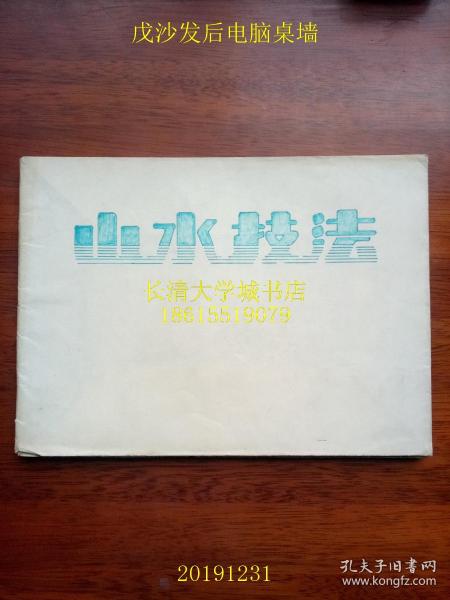 戊沙发后电脑桌墙
山水技法
长清大学城书店
18615519079
20191231
孔夫子旧书网
www.kongfz.com